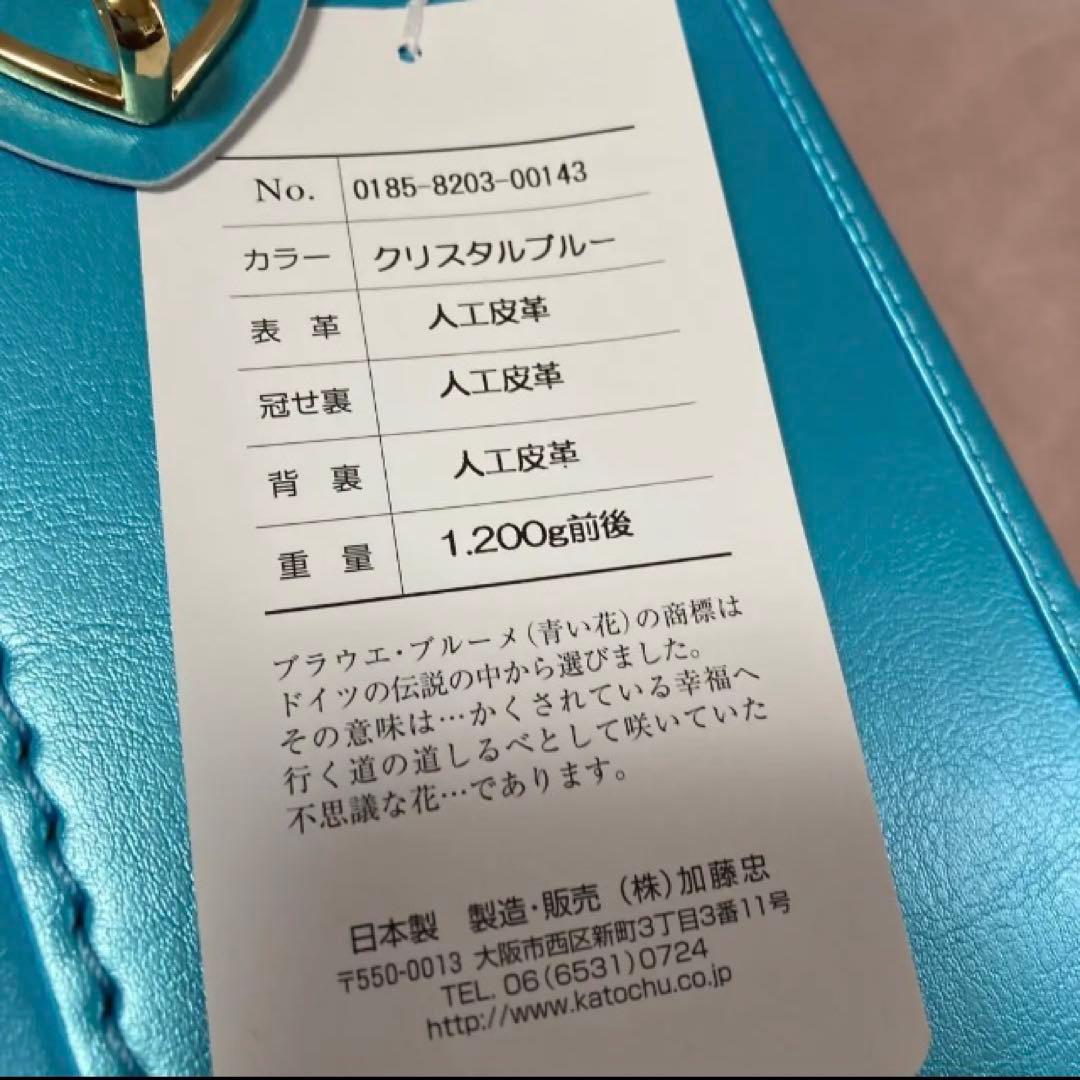 No. 0185-8203-00143
カラー クリスタルブルー
表革 人工皮革
冠せ裏 人工皮革
背裏 人工皮革
重量 1.200g前後
ブラウエ・ブルーメ(青い花)の商標は
ドイツの伝説の中から選びました。
その意味は…かくされている幸福へ
行く道の道しるべとして咲いていた
不思議な花…であります。
日本製 製造・販売 (株)加藤忠
〒550-0013 大阪市西区新町3丁目3番11号
TEL. 06(6531)0724
http://www.katochu.co.jp